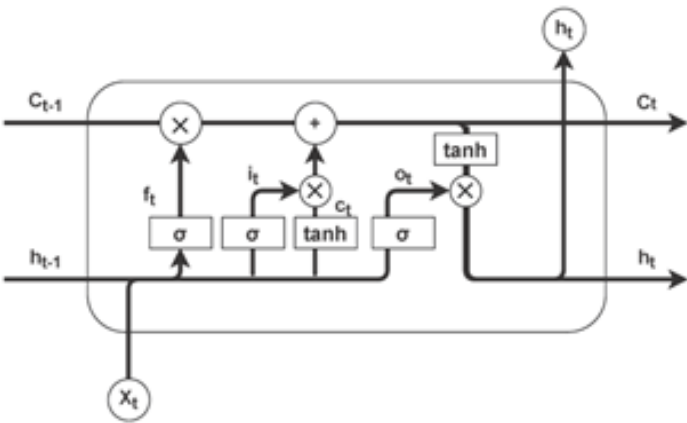 hₜ
Cₜ₋₁ × + Cₜ
tanh
fₜ iₜ × oₜ ×
cₜ
σ σ tanh σ
hₜ₋₁ hₜ
Xₜ